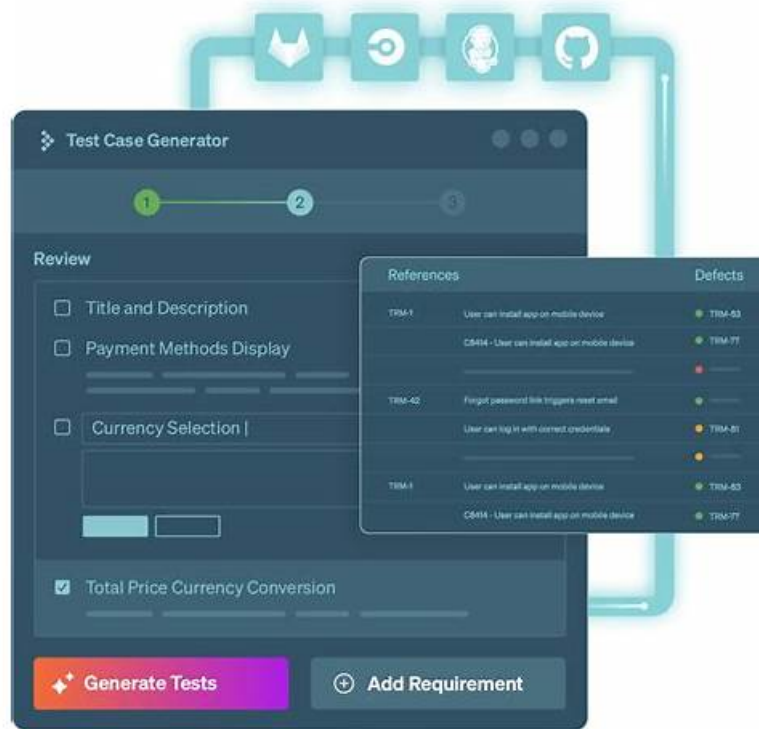 Test Case Generator
1 2 3
Review
Title and Description
Payment Methods Display
Currency Selection
References Defects
TRM-1 User can install app on mobile device TRM-83
C8414 - User can install app on mobile device TRM-77
TRM-42 Forgot password link triggers reset email
User can log in with correct credentials TRM-81
TRM-1 User can install app on mobile device TRM-83
C8414 - User can install app on mobile device TRM-77
Total Price Currency Conversion
Generate Tests
Add Requirement